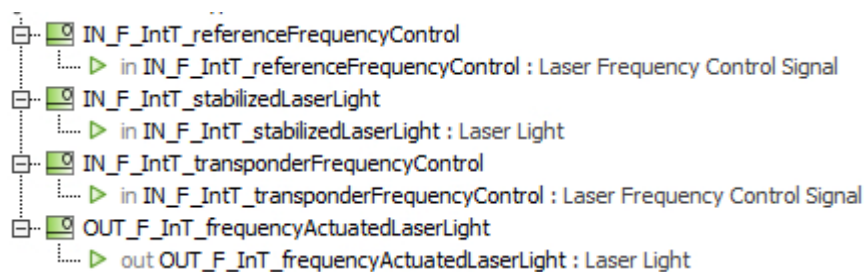 IN_F_IntT_referenceFrequencyControl
in IN_F_IntT_referenceFrequencyControl : Laser Frequency Control Signal
IN_F_IntT_stabilizedLaserLight
in IN_F_IntT_stabilizedLaserLight : Laser Light
IN_F_IntT_transponderFrequencyControl
in IN_F_IntT_transponderFrequencyControl : Laser Frequency Control Signal
OUT_F_InT_frequencyActuatedLaserLight
out OUT_F_InT_frequencyActuatedLaserLight : Laser Light